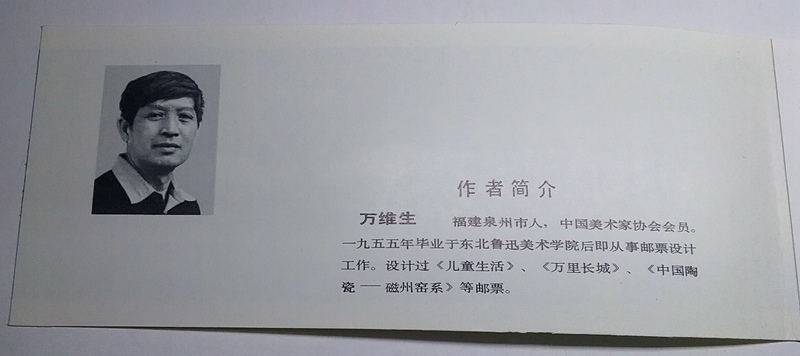 作者简介
万维生 福建泉州市人，中国美术家协会会员。
一九五五年毕业于东北鲁迅美术学院后即从事邮票设计
工作。设计过《儿童生活》、《万里长城》、《中国陶
瓷 — 磁州窑系》等邮票。